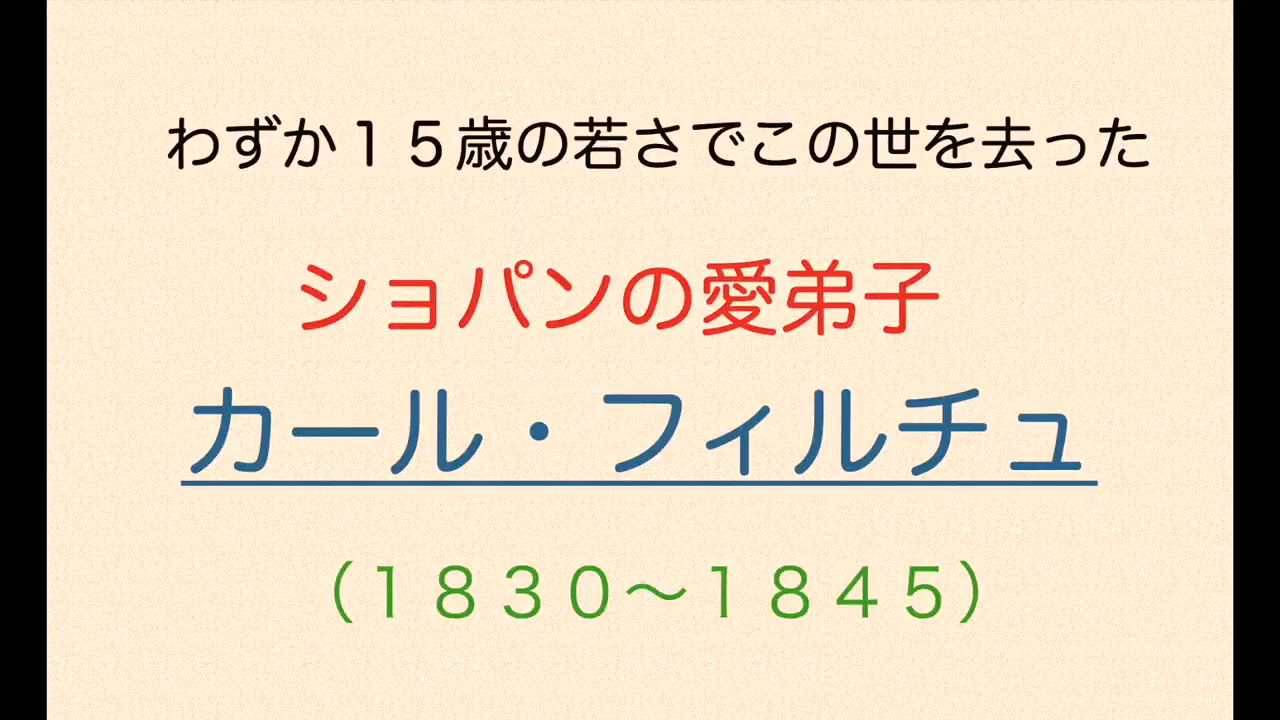 わずか１５歳の若さでこの世を去った
ショパンの愛弟子
カール・フィルチュ
（１８３０〜１８４５）